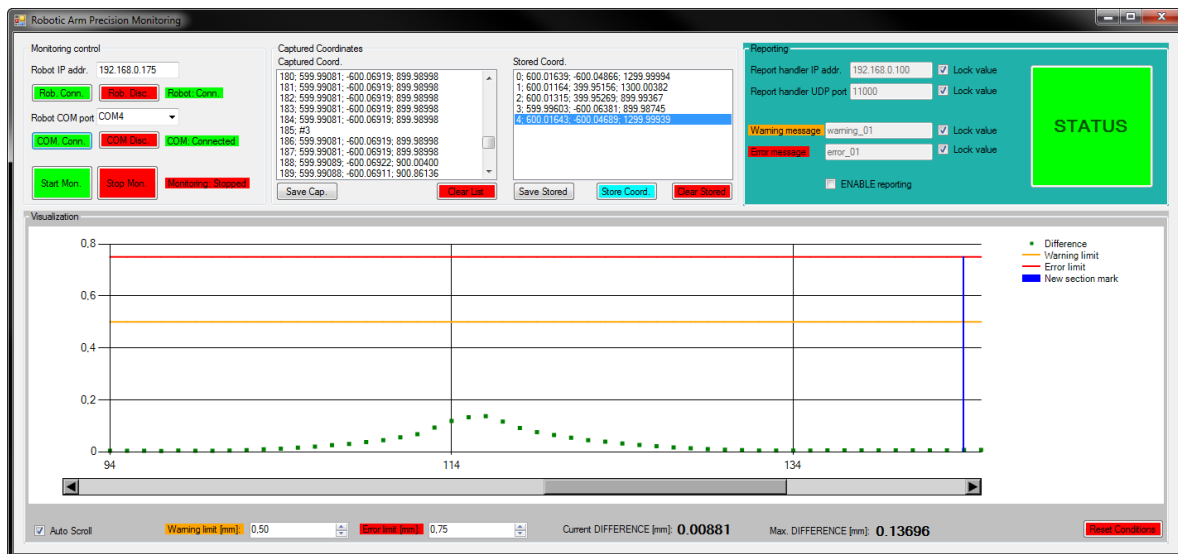 Robotic Arm Precision Monitoring
Monitoring control
Robot IP addr. 192.168.0.175
Rob. Conn. Rob. Disc. Robot: Conn.
Robot COM port COM4
COM. Conn. COM Disc. COM: Connected
Start Mon. Stop Mon. Monitoring: Stopped
Captured Coordinates
Captured Coord.
180; 599.99081; -600.06919; 899.98998
181; 599.99081; -600.06919; 899.98998
182; 599.99081; -600.06919; 899.98998
183; 599.99081; -600.06919; 899.98998
184; 599.99081; -600.06919; 899.98998
185; #3
186; 599.99081; -600.06919; 899.98998
187; 599.99081; -600.06919; 899.98998
188; 599.99089; -600.06922; 900.00400
189; 599.99088; -600.06911; 900.86136
Save Cap. Clear List
Stored Coord.
0; 600.01639; -600.04866; 1299.99994
1; 600.01164; 399.95156; 1300.00382
2; 600.01315; 399.95269; 899.99367
3; 599.99603; -600.06381; 899.98745
4; 600.01643; -600.04689; 1299.99939
Save Stored Store Coord. Clear Stored
Reporting
Report handler IP addr. 192.168.0.100 Lock value
Report handler UDP port 11000 Lock value
Warning message warning_01 Lock value
Error message error_01 Lock value
ENABLE reporting
STATUS
Visualization
0,8
0,6
0,4
0,2
0
94 114 134
Difference
Warning limit
Error limit
New section mark
Auto Scroll Warning limit [mm]: 0,50 Error limit [mm]: 0,75 Current DIFFERENCE [mm]: 0.00881 Max. DIFFERENCE [mm]: 0.13696 Reset Conditions